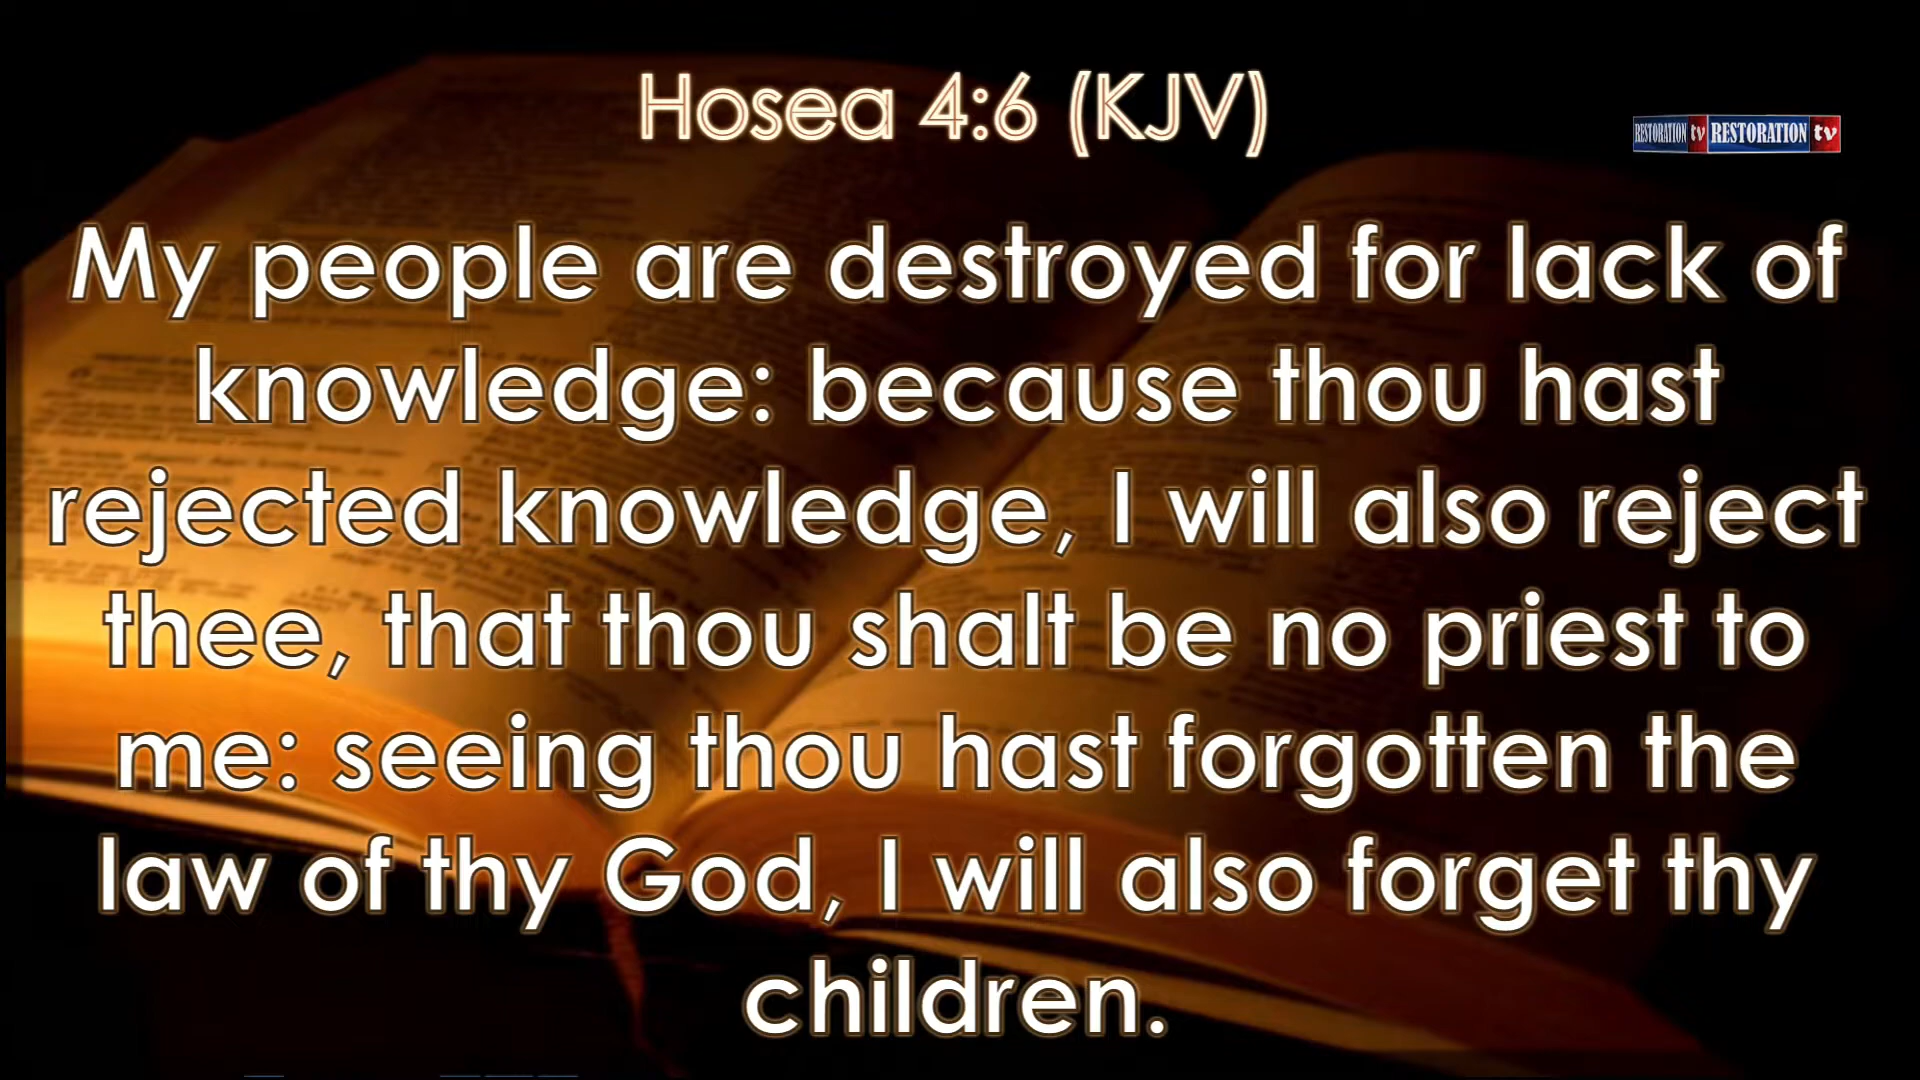 Hosea 4:6 (KJV)
RESTORATION tv RESTORATION tv
My people are destroyed for lack of
knowledge: because thou hast
rejected knowledge, I will also reject
thee, that thou shalt be no priest to
me: seeing thou hast forgotten the
law of thy God, I will also forget thy
children.